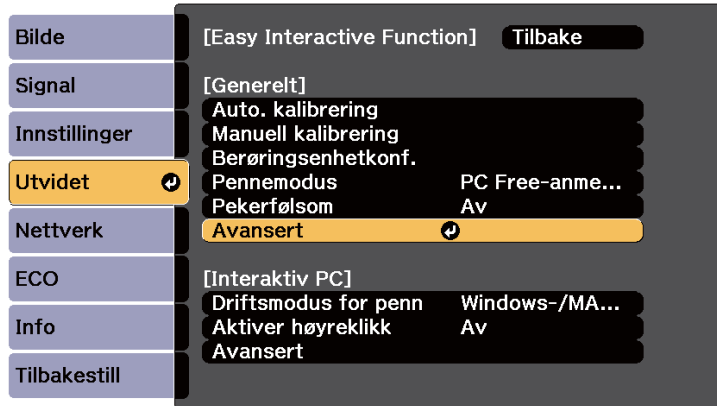 Bilde
Signal
Innstillinger
Utvidet
Nettverk
ECO
Info
Tilbakestill
[Easy Interactive Function] Tilbake
[Generelt]
Auto. kalibrering
Manuell kalibrering
Berøringsenhetkonf.
Pennemodus PC Free-anme...
Pekerfølsom Av
Avansert
[Interaktiv PC]
Driftsmodus for penn Windows-/MA...
Aktiver høyreklikk Av
Avansert